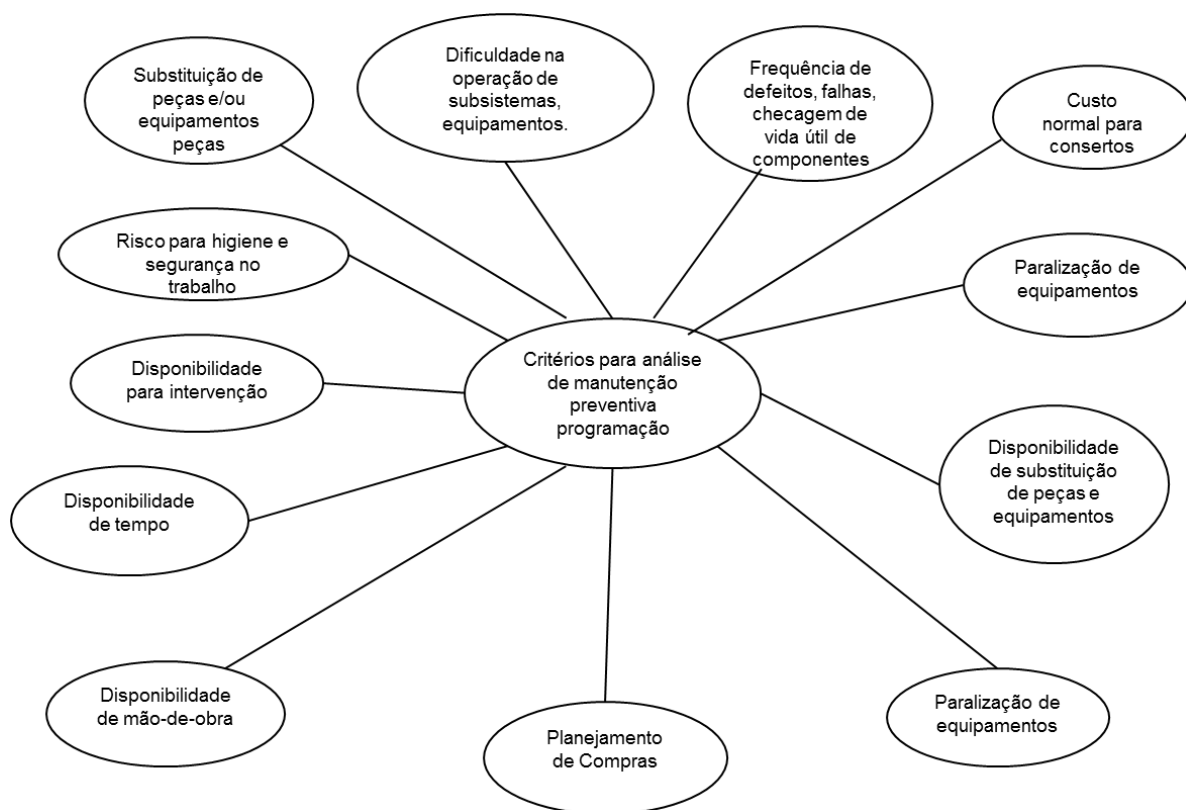 Substituição de
peças e/ou
equipamentos
peças
Dificuldade na
operação de
subsistemas,
equipamentos.
Frequência de
defeitos, falhas,
checagem de
vida útil de
componentes
Custo
normal para
consertos
Risco para higiene e
segurança no
trabalho
Paralização de
equipamentos
Critérios para análise
de manutenção
preventiva
programação
Disponibilidade
para intervenção
Disponibilidade
de substituição
de peças e
equipamentos
Disponibilidade
de tempo
Disponibilidade
de mão-de-obra
Planejamento
de Compras
Paralização de
equipamentos